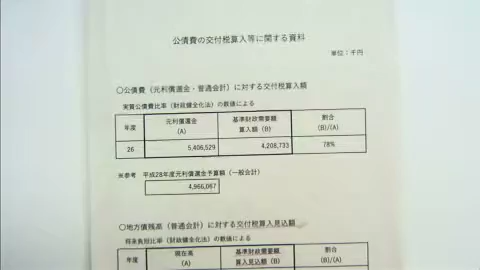 公債費の交付税算入等に関する資料
単位：千円
○公債費（元利償還金・普通会計）に対する交付税算入額
実質公債費比率（財政健全化法）の数値による
年度 元利償還金 (A) 基準財政需要額 算入額（B） 割合 (B)/(A)
26 5,406,529 4,208,733 78%
※参考 平成28年度元利償還金予算額（一般会計）
4,966,067
○地方債残高（普通会計）に対する交付税算入見込額
将来負担比率（財政健全化法）の数値による
年度 現在高 (A) 基準財政需要額 算入見込額（B） 割合 (B)/(A)